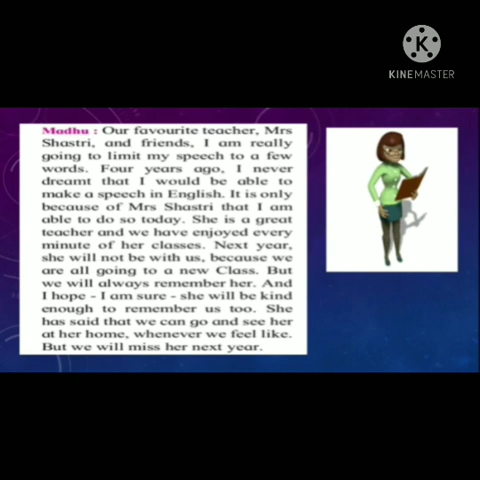 K
KINEMASTER
Madhu : Our favourite teacher, Mrs
Shastri, and friends, I am really
going to limit my speech to a few
words. Four years ago, I never
dreamt that I would be able to
make a speech in English. It is only
because of Mrs Shastri that I am
able to do so today. She is a great
teacher and we have enjoyed every
minute of her classes. Next year,
she will not be with us, because we
are all going to a new Class. But
we will always remember her. And
I hope - I am sure - she will be kind
enough to remember us too. She
has said that we can go and see her
at her home, whenever we feel like.
But we will miss her next year.